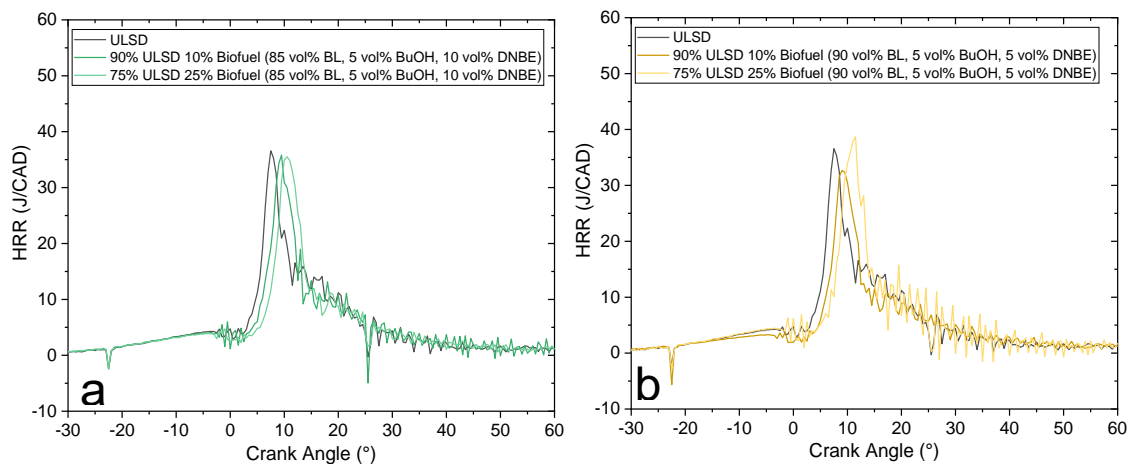 ULSD
90% ULSD 10% Biofuel (85 vol% BL, 5 vol% BuOH, 10 vol% DNBE)
75% ULSD 25% Biofuel (85 vol% BL, 5 vol% BuOH, 10 vol% DNBE)
60
50
40
30
20
10
0
-10
HRR (J/CAD)
a
-30 -20 -10 0 10 20 30 40 50 60
Crank Angle (°)
ULSD
90% ULSD 10% Biofuel (90 vol% BL, 5 vol% BuOH, 5 vol% DNBE)
75% ULSD 25% Biofuel (90 vol% BL, 5 vol% BuOH, 5 vol% DNBE)
60
50
40
30
20
10
0
-10
HRR (J/CAD)
b
-30 -20 -10 0 10 20 30 40 50 60
Crank Angle (°)